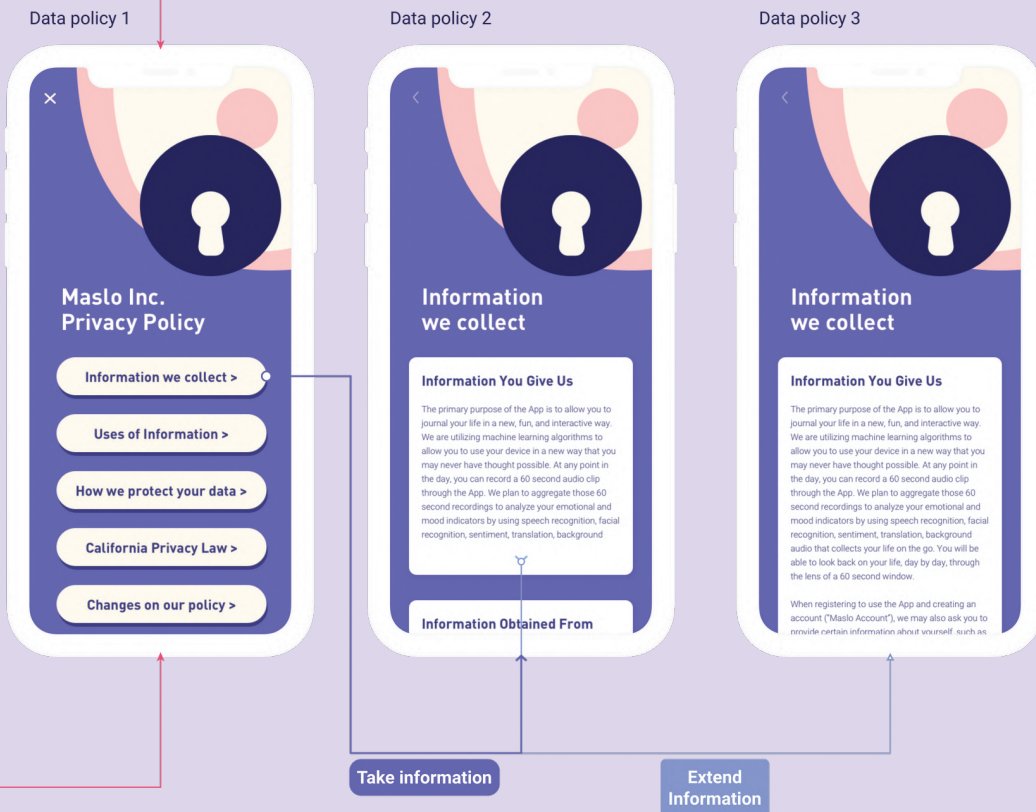 Data policy 1
Maslo Inc.
Privacy Policy
Information we collect >
Uses of Information >
How we protect your data >
California Privacy Law >
Changes on our policy >
Data policy 2
Information
we collect
Information You Give Us
The primary purpose of the App is to allow you to
journal your life in a new, fun, and interactive way.
We are utilizing machine learning algorithms to
allow you to use your device in a new way that you
may never have thought possible. At any point in
the day, you can record a 60 second audio clip
through the App. We plan to aggregate those 60
second recordings to analyze your emotional and
mood indicators by using speech recognition, facial
recognition, sentiment, translation, background
Information Obtained From
Data policy 3
Information
we collect
Information You Give Us
The primary purpose of the App is to allow you to
journal your life in a new, fun, and interactive way.
We are utilizing machine learning algorithms to
allow you to use your device in a new way that you
may never have thought possible. At any point in
the day, you can record a 60 second audio clip
through the App. We plan to aggregate those 60
second recordings to analyze your emotional and
mood indicators by using speech recognition, facial
recognition, sentiment, translation, background
audio that collects your life on the go. You will be
able to look back on your life, day by day, through
the lens of a 60 second window.
When registering to use the App and creating an
account ("Maslo Account"), we may also ask you to
provide certain information about yourself, such as
Take information
Extend
Information